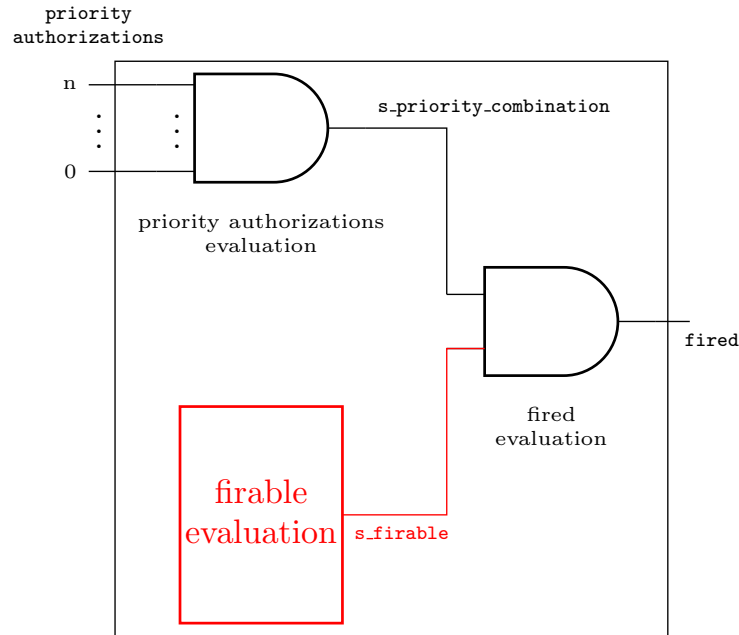 priority
authorizations
n
s_priority_combination
0
priority authorizations
evaluation
fired
fired
evaluation
firable
evaluation
s_firable